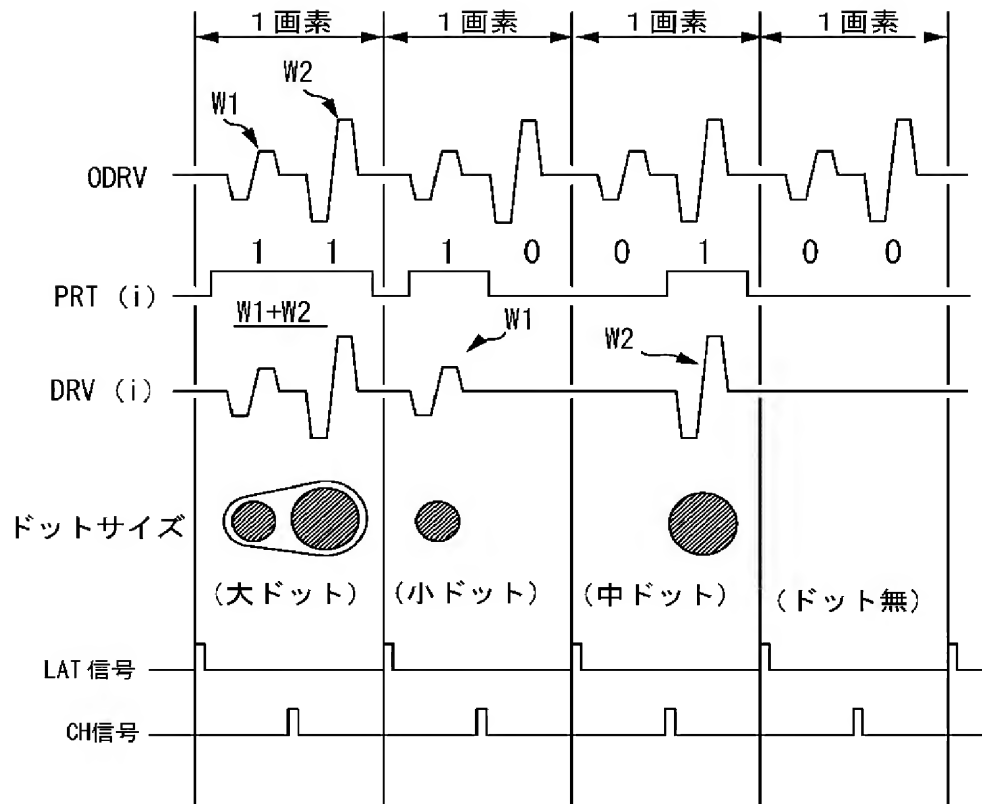 1画素 1画素 1画素 1画素
W1 W2
ODRV
1 1 1 0 0 1 0 0
PRT (i)
W1+W2 W1 W2
DRV (i)
ドットサイズ
(大ドット) (小ドット) (中ドット) (ドット無)
LAT信号
CH信号